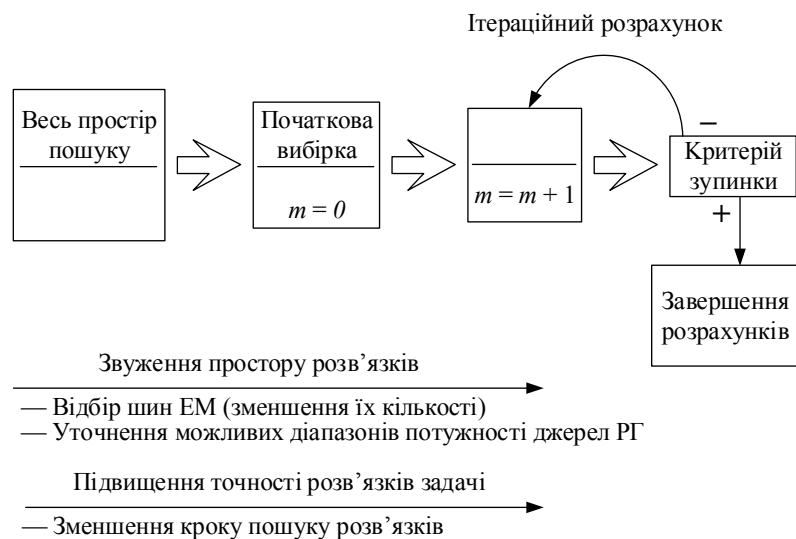 Ітераційний розрахунок
Весь простір
пошуку
Початкова
вибірка
m = 0
m = m + 1
−
Критерій
зупинки
+
Завершення
розрахунків
Звуження простору розв’язків
— Відбір шин ЕМ (зменшення їх кількості)
— Уточнення можливих діапазонів потужності джерел РГ
Підвищення точності розв’язків задачі
— Зменшення кроку пошуку розв’язків